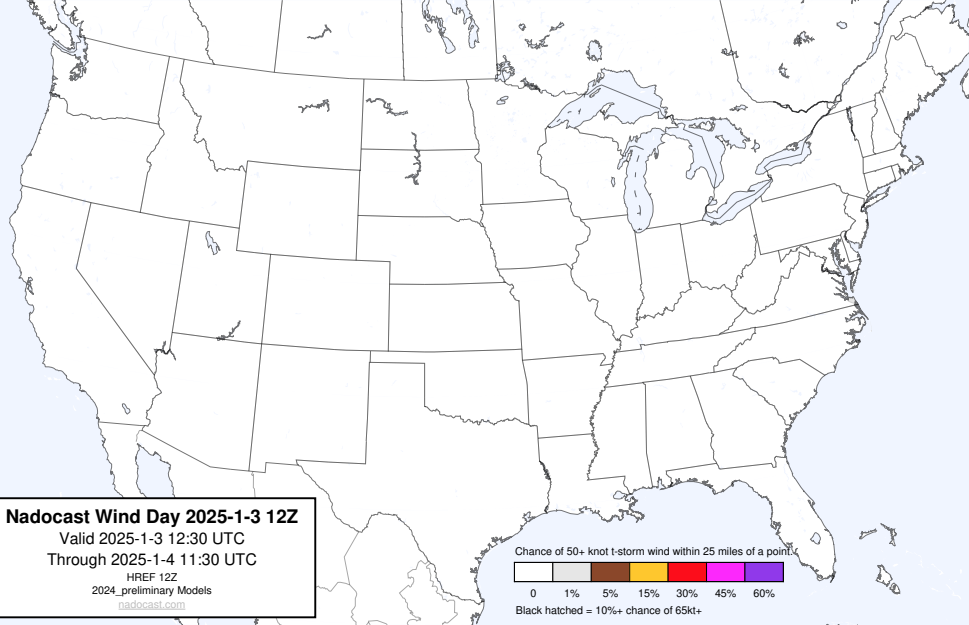 Nadocast Wind Day 2025-1-3 12Z
Valid 2025-1-3 12:30 UTC
Through 2025-1-4 11:30 UTC
HREF 12Z
2024_preliminary Models
nadocast.com
Chance of 50+ knot t-storm wind within 25 miles of a point.
0 1% 5% 15% 30% 45% 60%
Black hatched = 10%+ chance of 65kt+